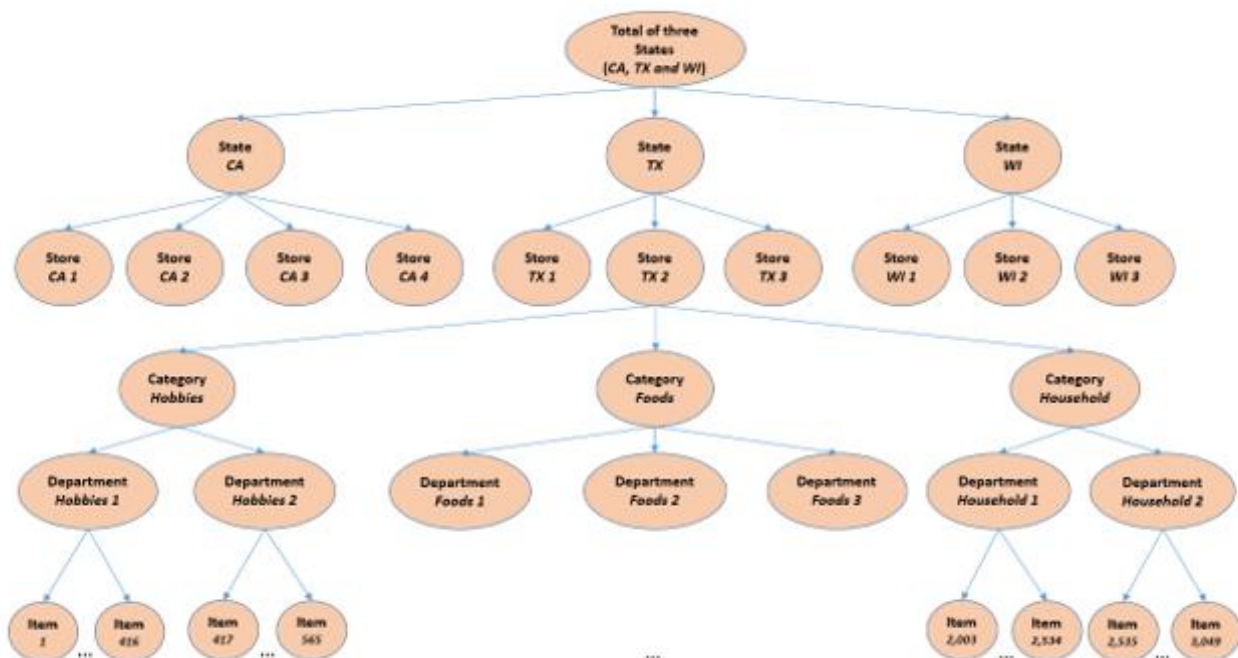 Total of three
States
(CA, TX and WI)
State
CA
State
TX
State
WI
Store
CA 1
Store
CA 2
Store
CA 3
Store
CA 4
Store
TX 1
Store
TX 2
Store
TX 3
Store
WI 1
Store
WI 2
Store
WI 3
Category
Hobbies
Category
Foods
Category
Household
Department
Hobbies 1
Department
Hobbies 2
Department
Foods 1
Department
Foods 2
Department
Foods 3
Department
Household 1
Department
Household 2
Item
1
...
Item
416
Item
417
...
Item
565
...
Item
2,003
...
Item
2,534
Item
2,535
...
Item
3,049